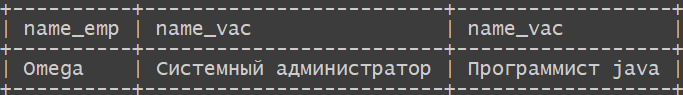 name_emp | name_vac | name_vac
Omega | Системный администратор | Программист java